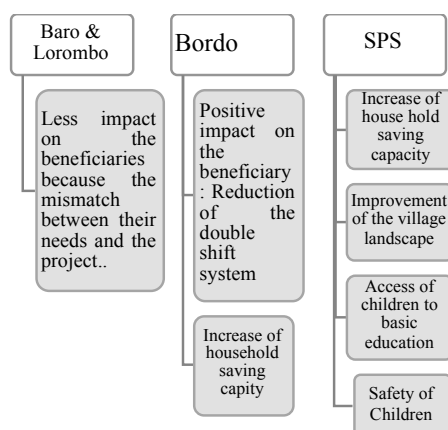 Baro &
Lorombo
Less impact
on the
beneficiaries
because the
mismatch
between their
needs and the
project..
Bordo
Positive
impact on
the
beneficiary
: Reduction
of the
double
shift
system
Increase of
household
saving
capity
SPS
Increase of
house hold
saving
capacity
Improvement
of the village
landscape
Access of
children to
basic
education
Safety of
Children